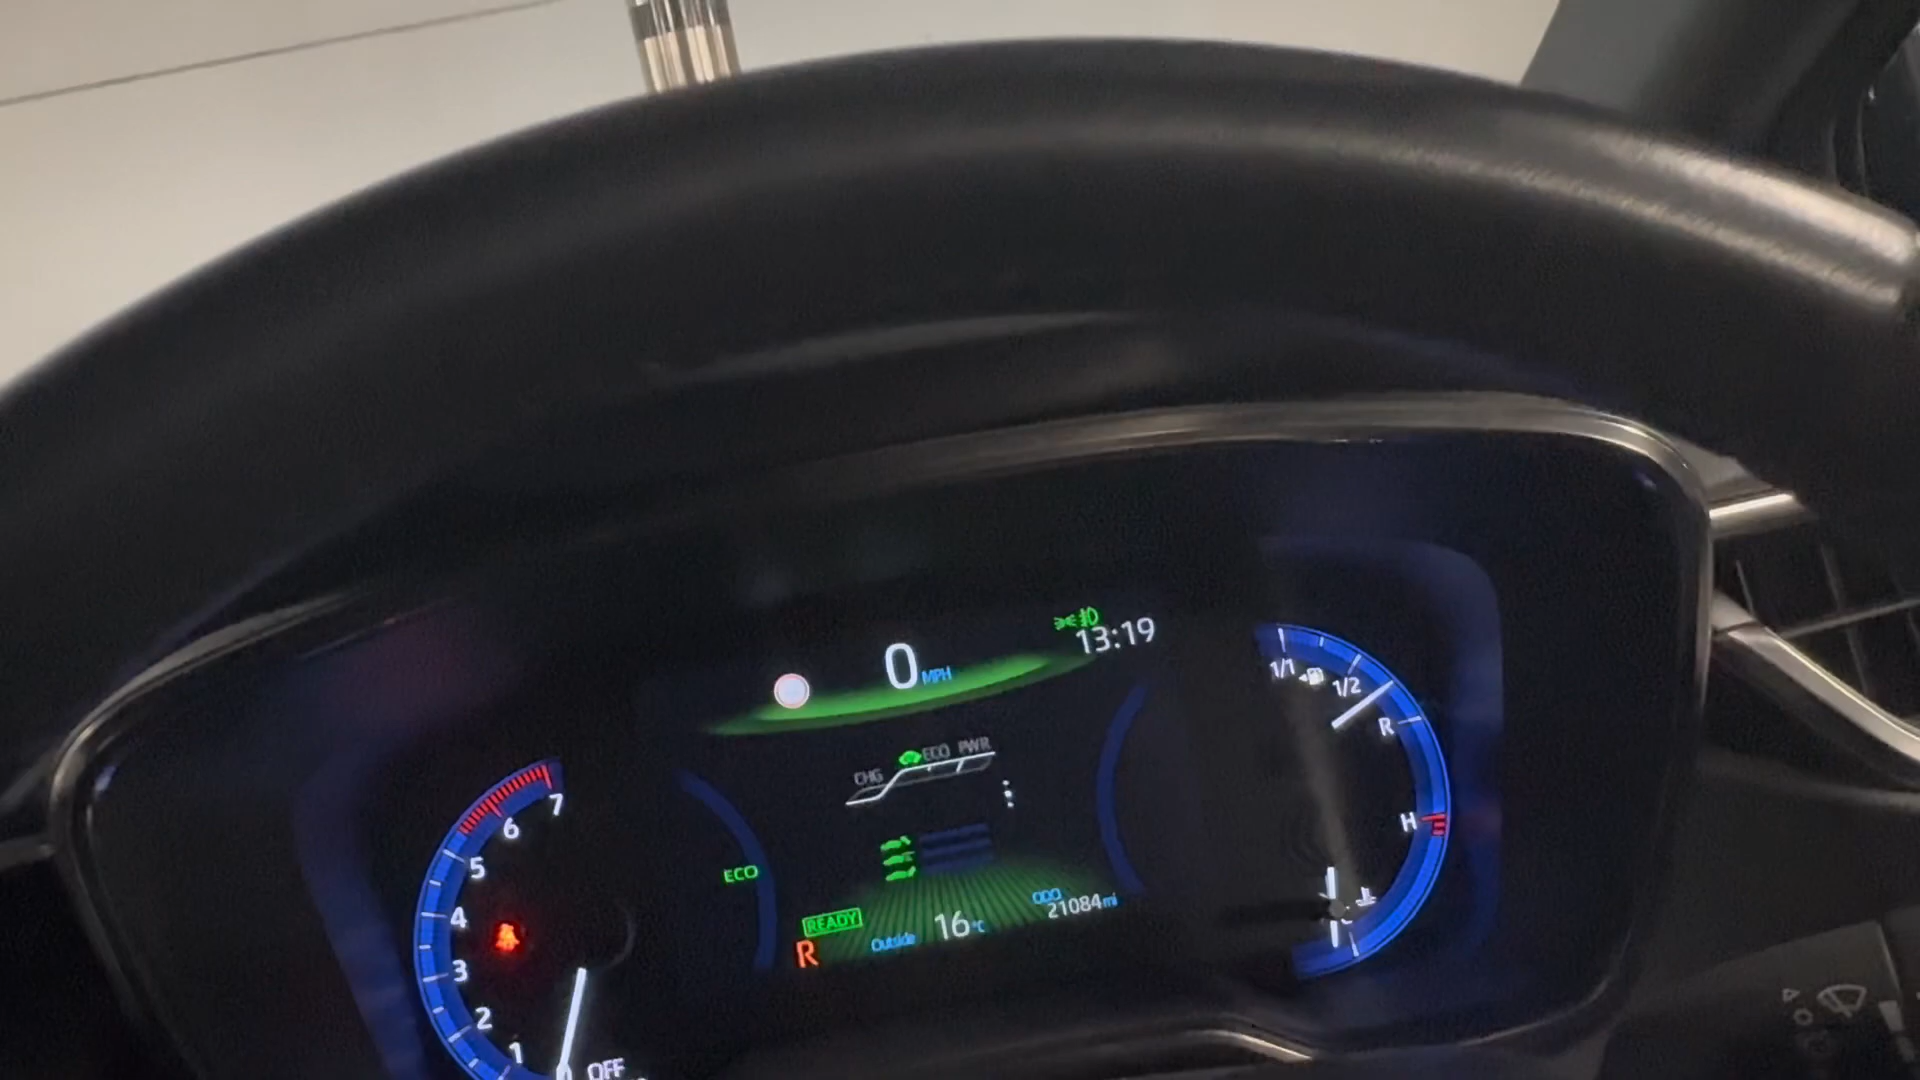 0 MPH
13:19
CHG ECO PWR
ECO
READY
R
Outside 16 °C
ODO
21084 mi
7
6
5
4
3
2
1
OFF
1/1
1/2
R
H